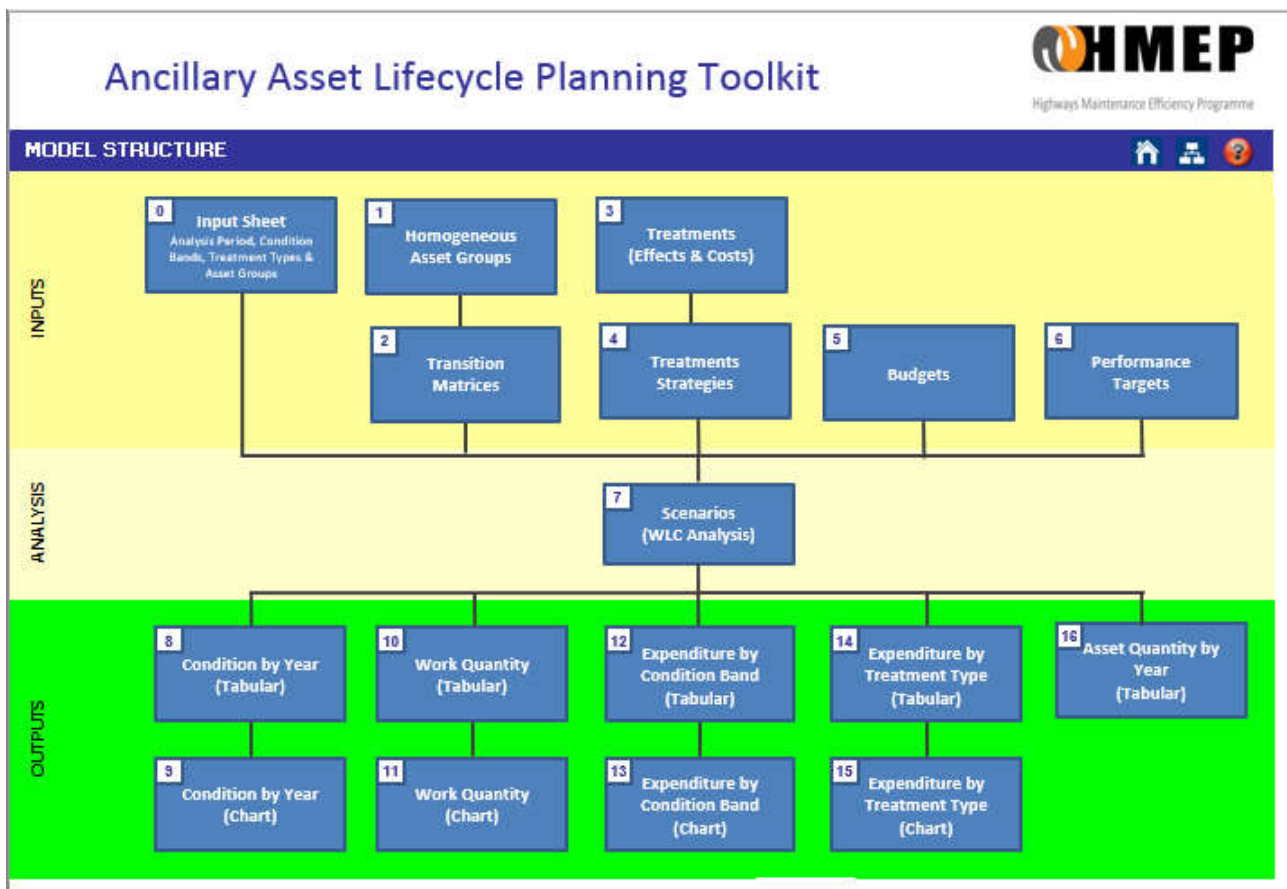 Ancillary Asset Lifecycle Planning Toolkit
HMEP
Highways Maintenance Efficiency Programme
MODEL STRUCTURE
?
INPUTS
0
Input Sheet
Analysis Period, Condition
Bands, Treatment Types &
Asset Groups
1
Homogeneous
Asset Groups
3
Treatments
(Effects & Costs)
2
Transition
Matrices
4
Treatments
Strategies
5
Budgets
6
Performance
Targets
ANALYSIS
7
Scenarios
(WLC Analysis)
OUTPUTS
8
Condition by Year
(Tabular)
10
Work Quantity
(Tabular)
12
Expenditure by
Condition Band
(Tabular)
14
Expenditure by
Treatment Type
(Tabular)
16
Asset Quantity by
Year
(Tabular)
9
Condition by Year
(Chart)
11
Work Quantity
(Chart)
13
Expenditure by
Condition Band
(Chart)
15
Expenditure by
Treatment Type
(Chart)